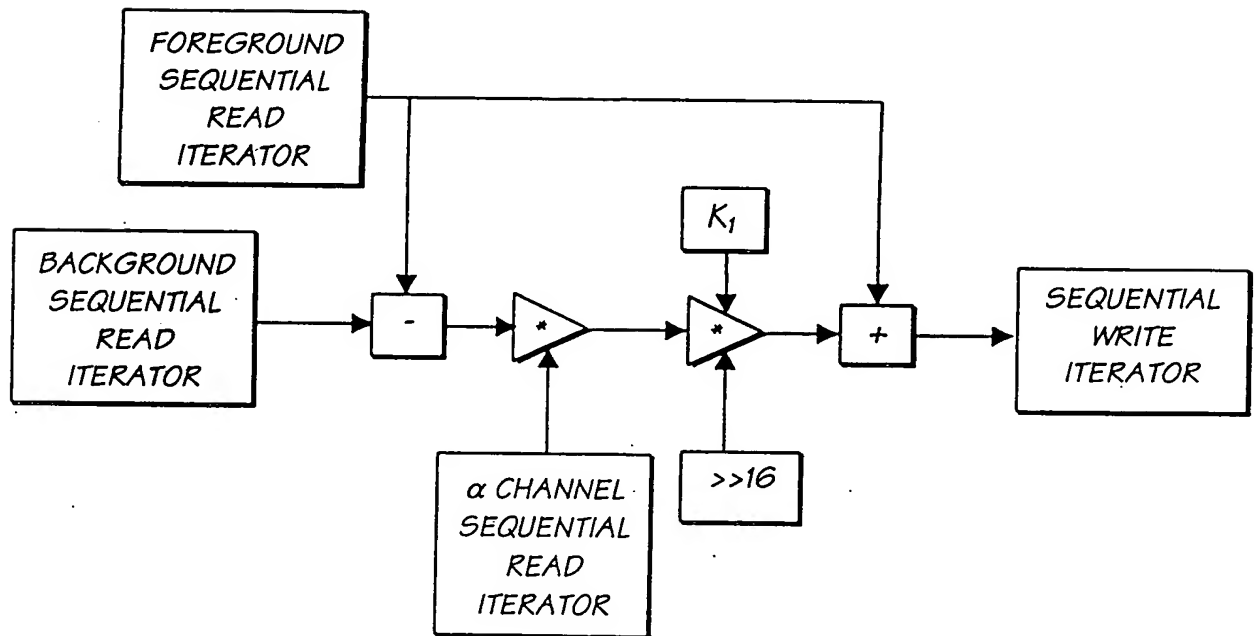 FOREGROUND
SEQUENTIAL
READ
ITERATOR
K₁
BACKGROUND
SEQUENTIAL
READ
ITERATOR
-
*
*
+
SEQUENTIAL
WRITE
ITERATOR
α CHANNEL
SEQUENTIAL
READ
ITERATOR
>>16